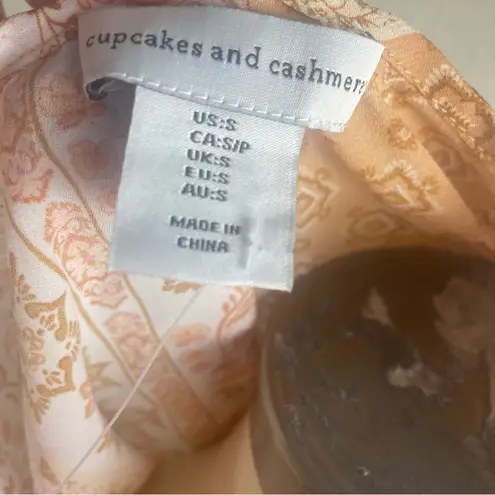 cupcakes and cashmere
US:S
CA:S/P
UK:S
EU:S
AU:S
MADE IN
CHINA